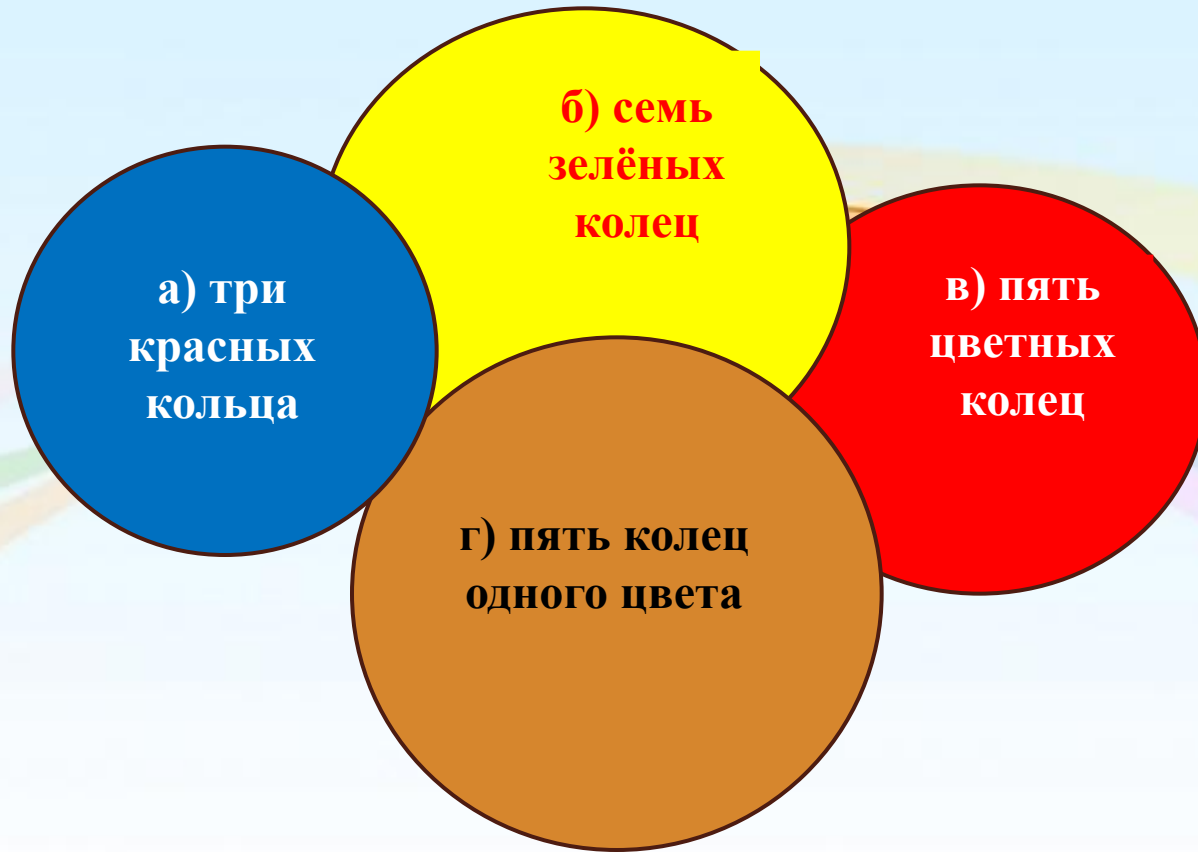 а) три
красных
кольца
б) семь
зелёных
колец
в) пять
цветных
колец
г) пять колец
одного цвета